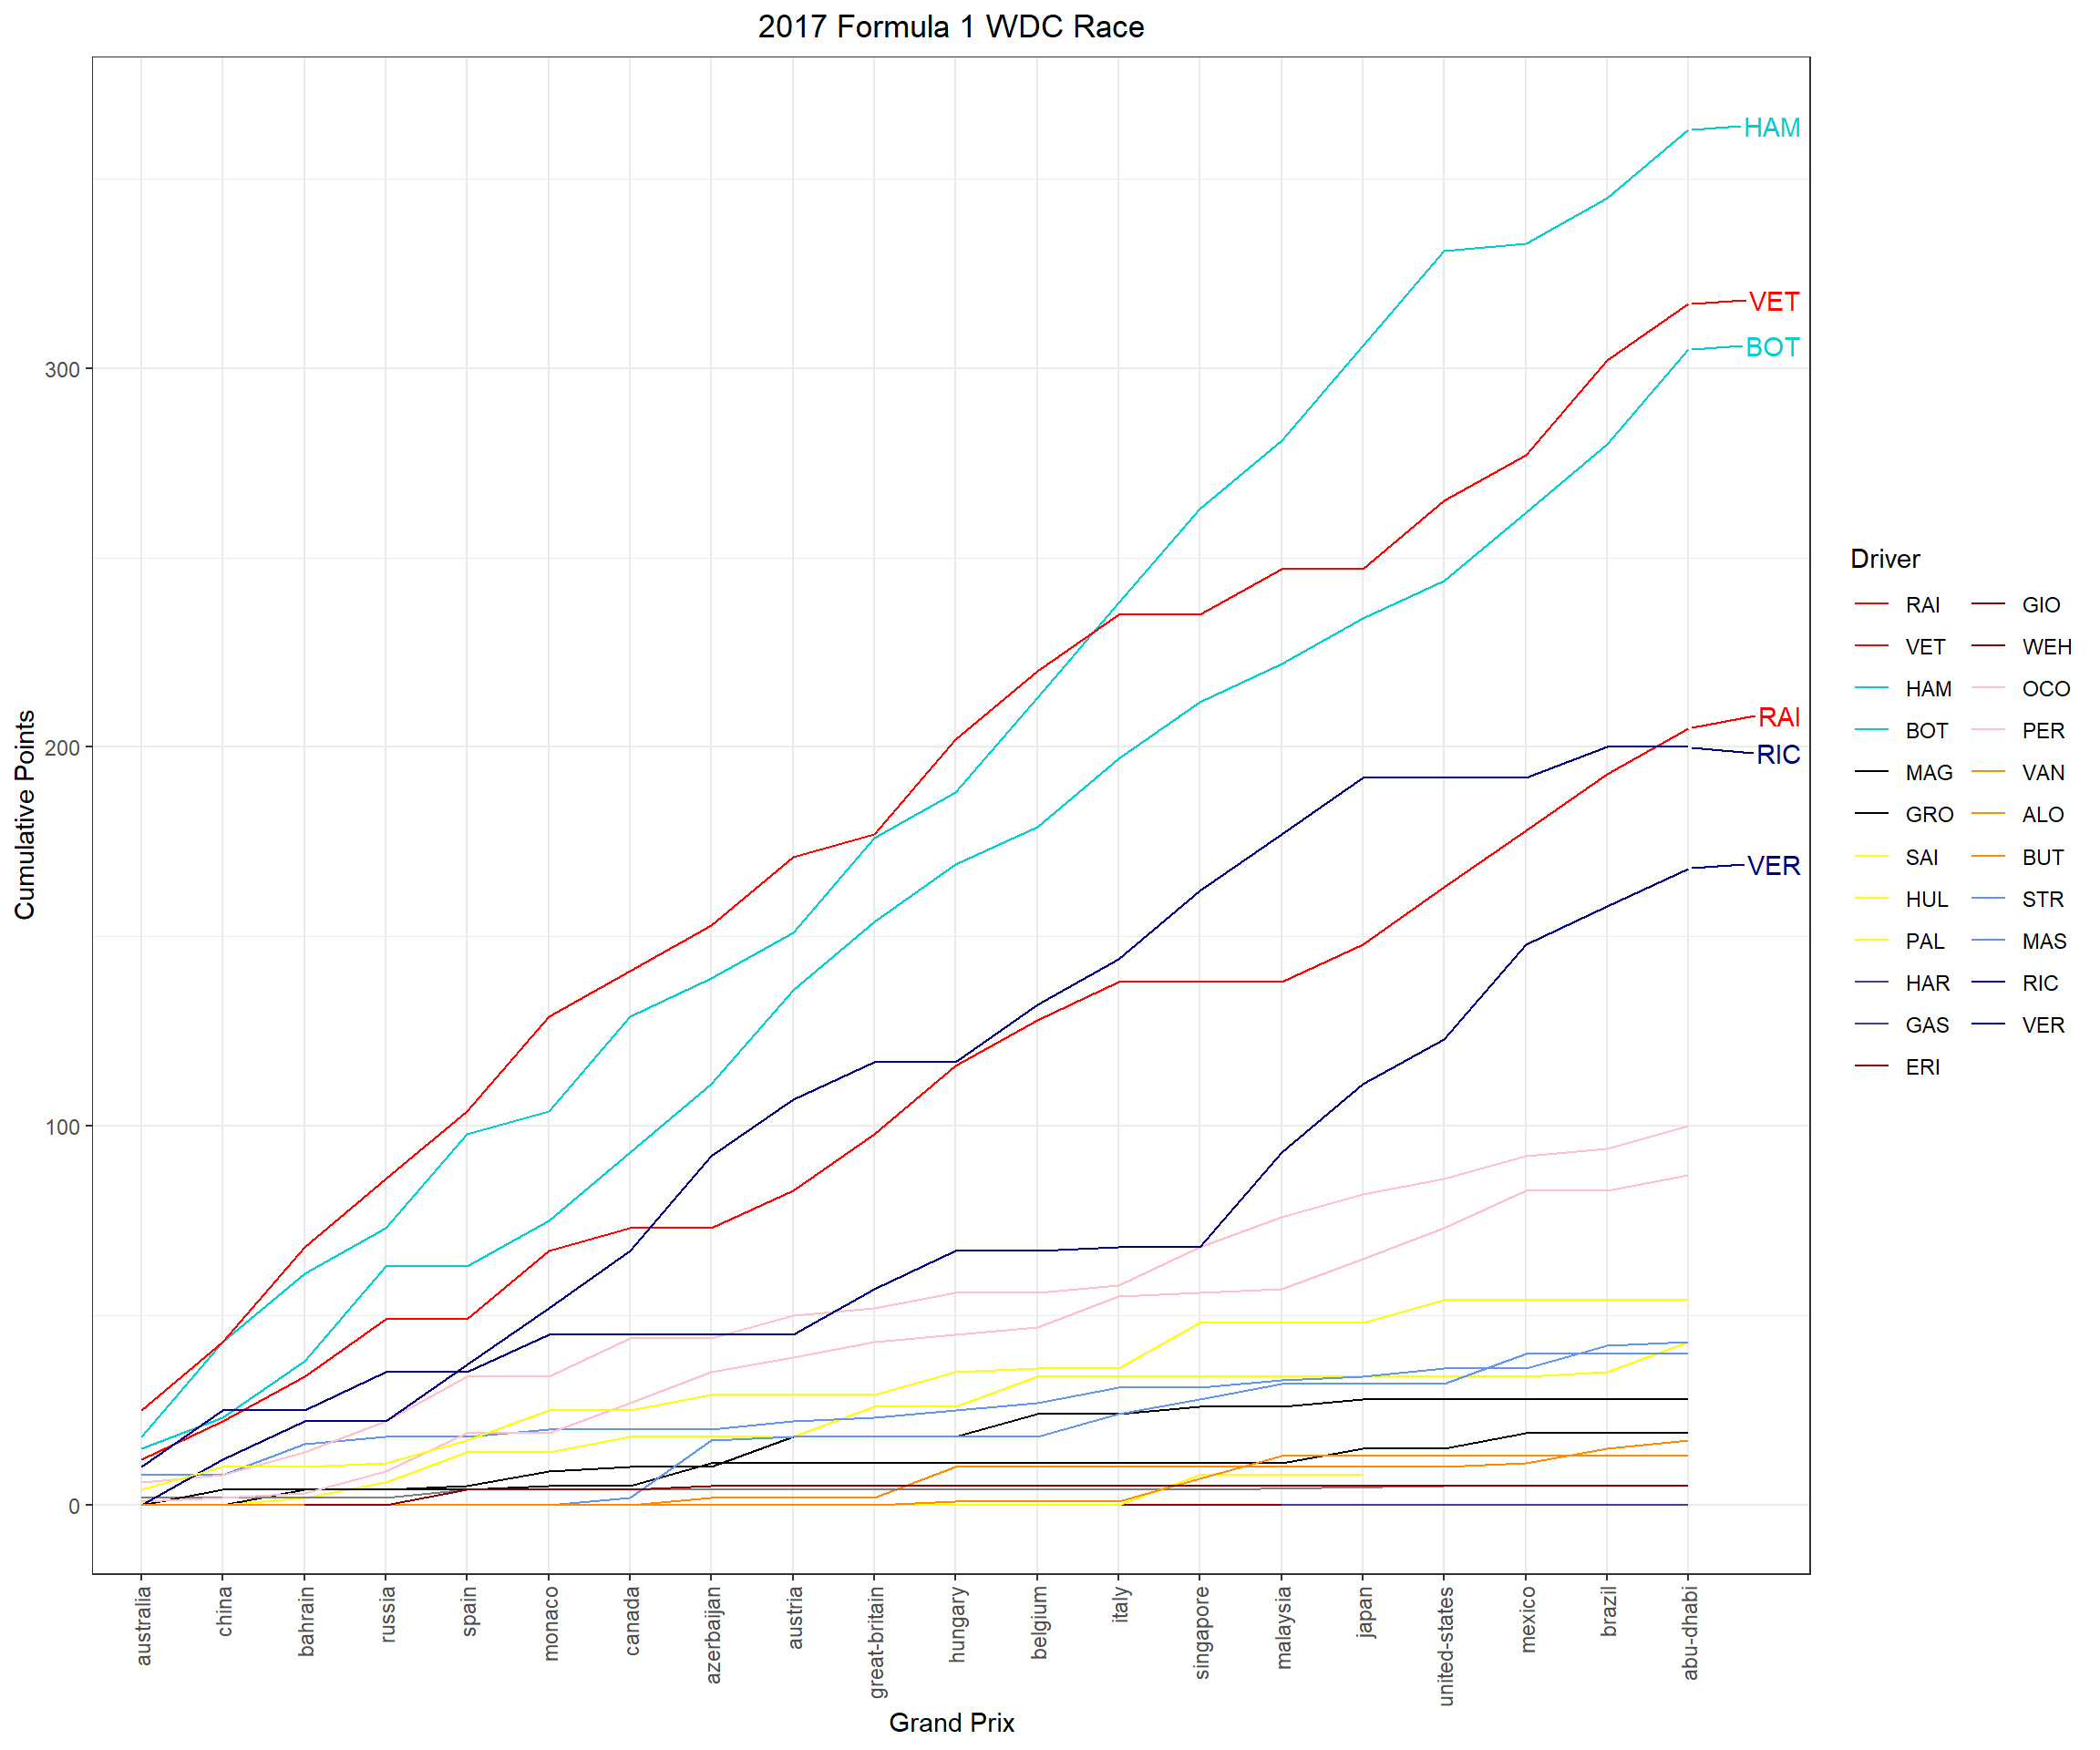 2017 Formula 1 WDC Race
Cumulative Points
300
200
100
0
HAM
VET
BOT
RAI
RIC
VER
australia
china
bahrain
russia
spain
monaco
canada
azerbaijan
austria
great-britain
hungary
belgium
italy
singapore
malaysia
japan
united-states
mexico
brazil
abu-dhabi
Grand Prix
Driver
RAI GIO
VET WEH
HAM OCO
BOT PER
MAG VAN
GRO ALO
SAI BUT
HUL STR
PAL MAS
HAR RIC
GAS VER
ERI